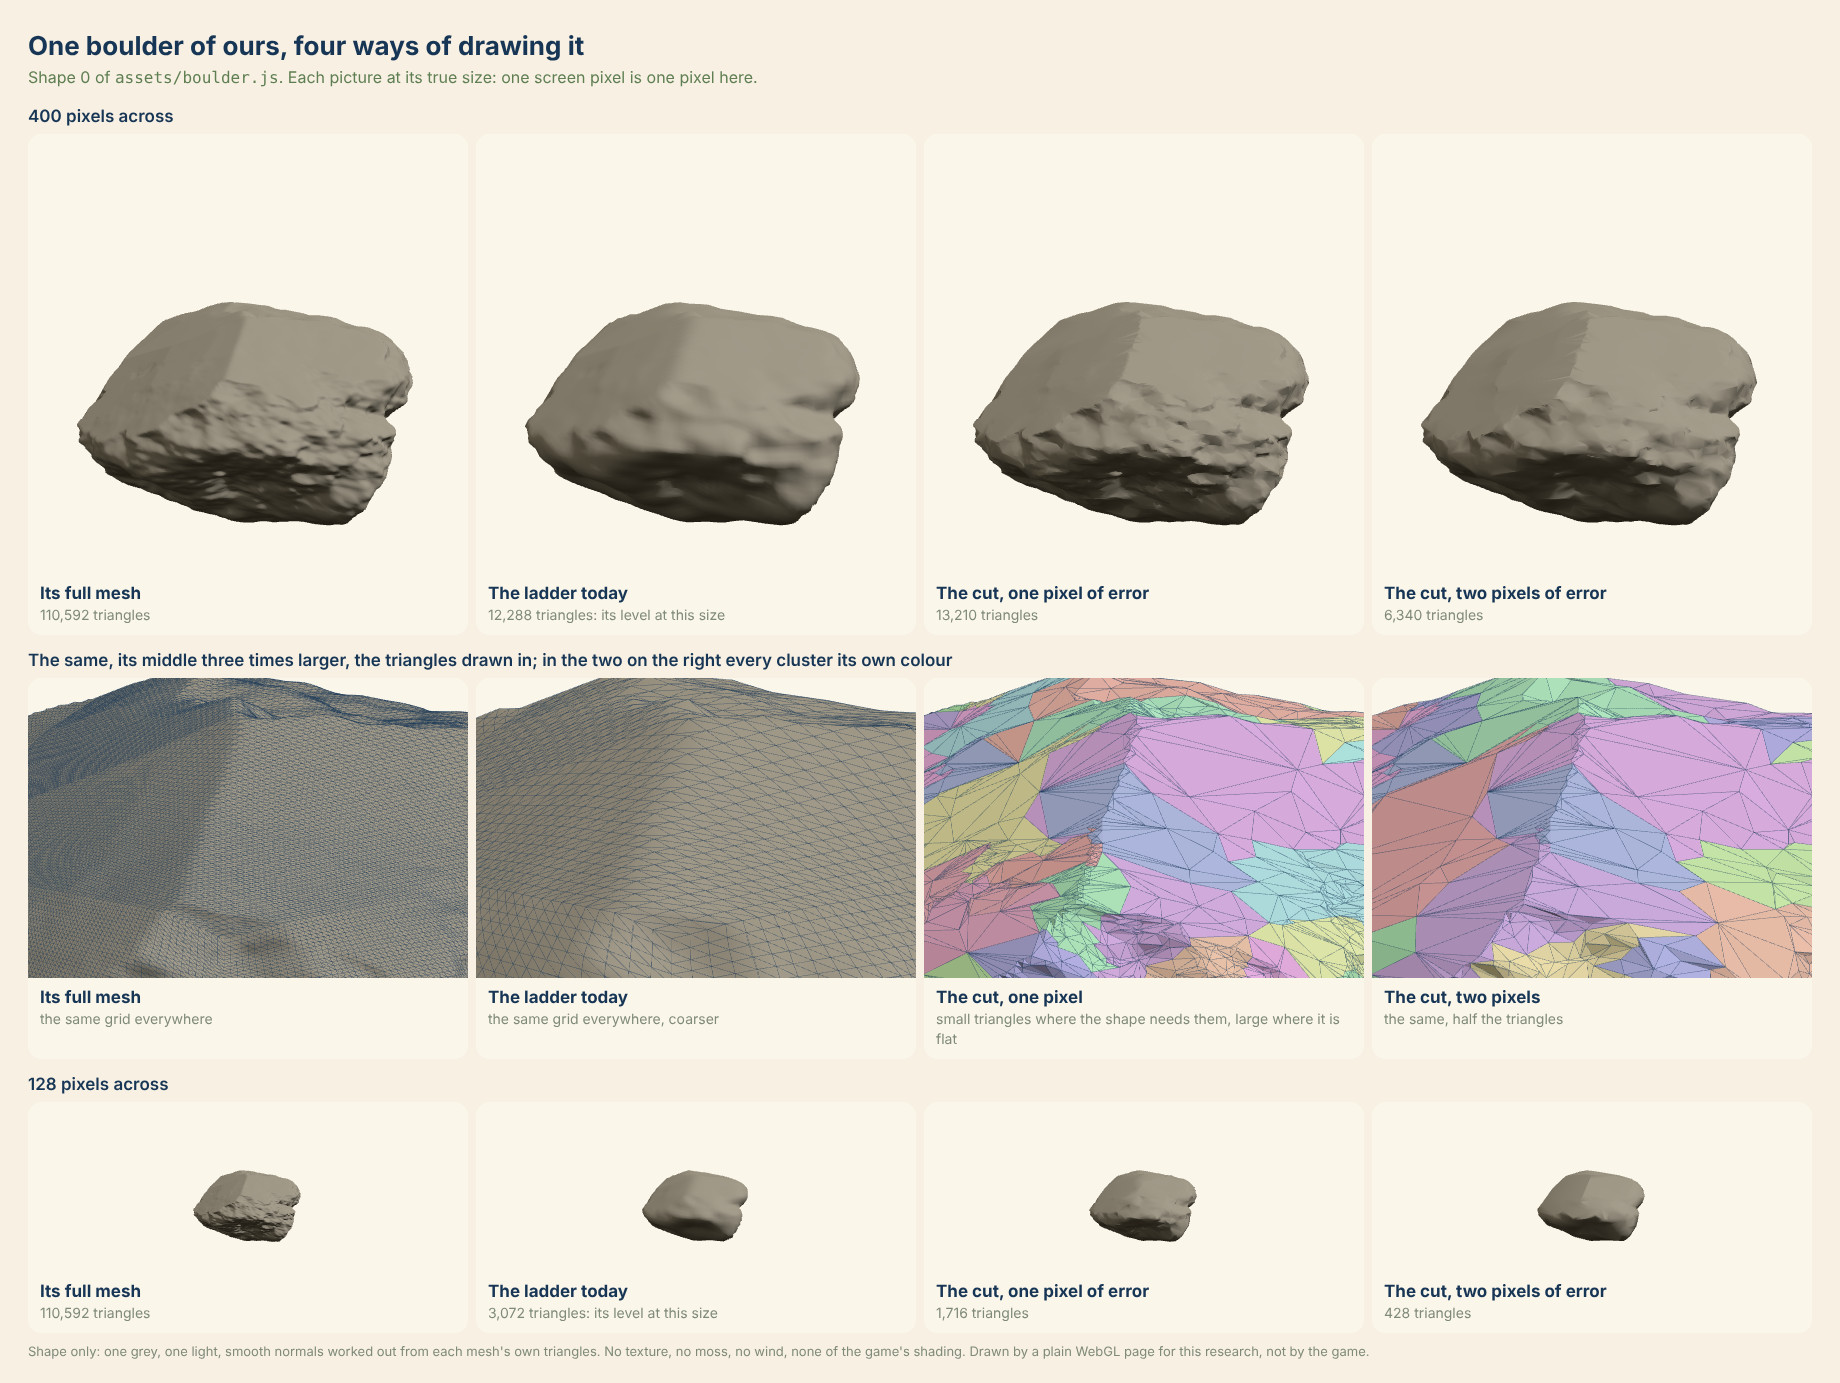 One boulder of ours, four ways of drawing it
Shape 0 of assets/boulder.js. Each picture at its true size: one screen pixel is one pixel here.
400 pixels across
Its full mesh
110,592 triangles
The ladder today
12,288 triangles: its level at this size
The cut, one pixel of error
13,210 triangles
The cut, two pixels of error
6,340 triangles
The same, its middle three times larger, the triangles drawn in; in the two on the right every cluster its own colour
Its full mesh
the same grid everywhere
The ladder today
the same grid everywhere, coarser
The cut, one pixel
small triangles where the shape needs them, large where it is
flat
The cut, two pixels
the same, half the triangles
128 pixels across
Its full mesh
110,592 triangles
The ladder today
3,072 triangles: its level at this size
The cut, one pixel of error
1,716 triangles
The cut, two pixels of error
428 triangles
Shape only: one grey, one light, smooth normals worked out from each mesh's own triangles. No texture, no moss, no wind, none of the game's shading. Drawn by a plain WebGL page for this research, not by the game.